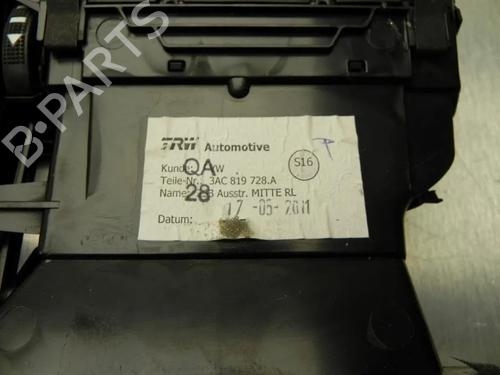 TRW Automotive
S16
Kunde: VW
QA
Teile-Nr.: 3AC 819 728.A
28
Name: Ausstr. MITTE RL
Datum: 17 -05- 2011
B-PARTS